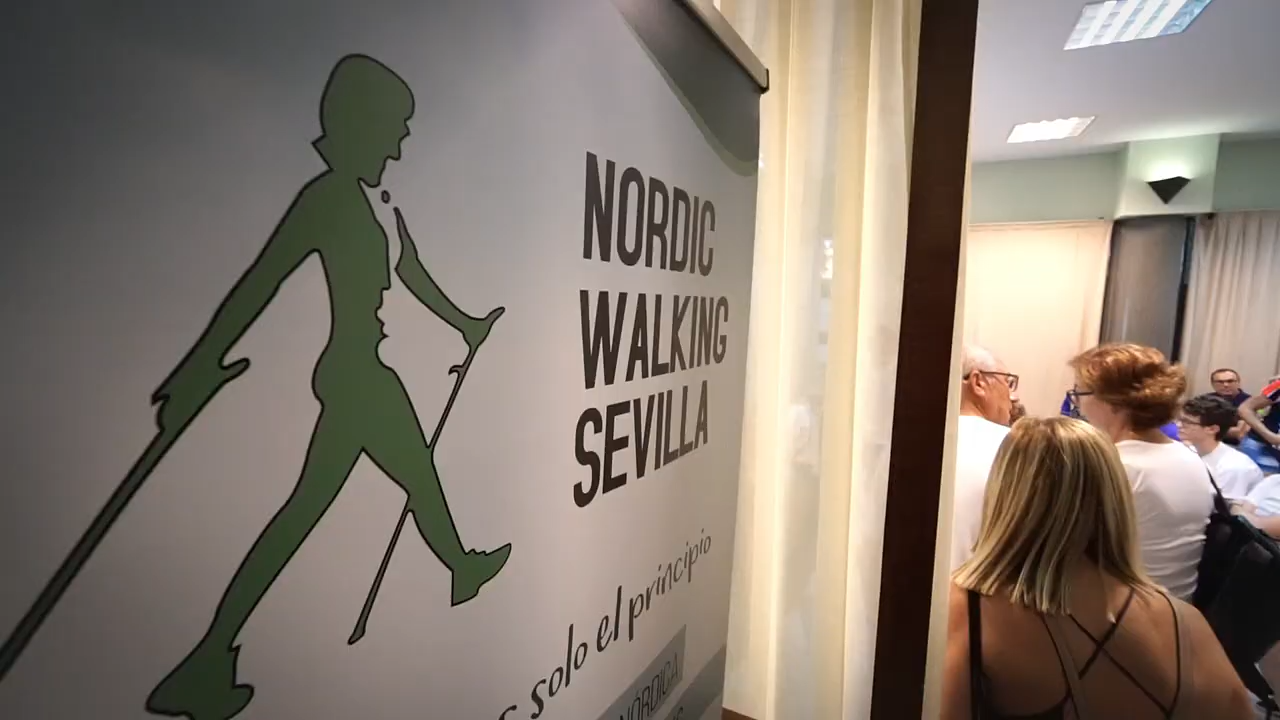 NORDIC
WALKING
SEVILLA
solo el principio
NÓRDICA